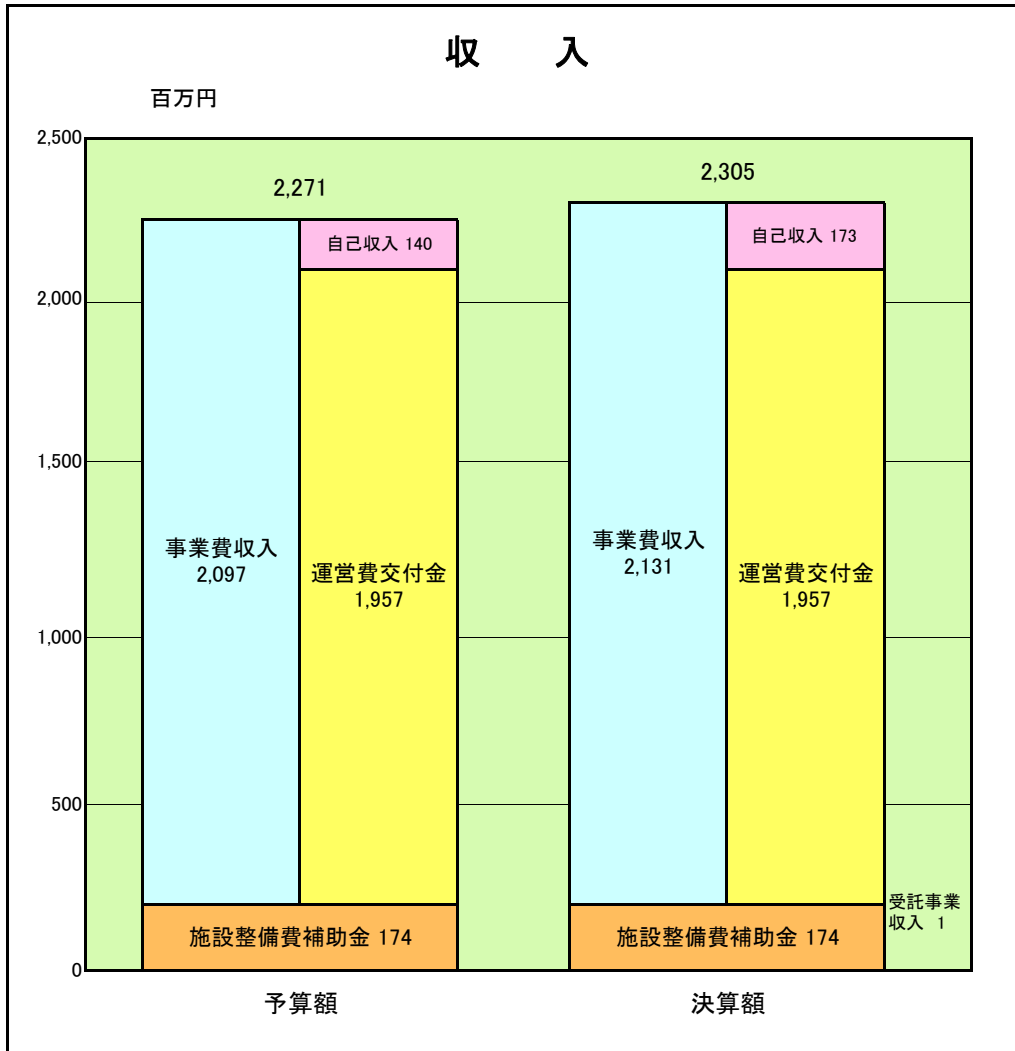 収 入
百万円
2,500
2,000
1,500
1,000
500
0
2,271
自己収入 140
事業費収入
2,097
運営費交付金
1,957
施設整備費補助金 174
予算額
2,305
自己収入 173
事業費収入
2,131
運営費交付金
1,957
施設整備費補助金 174
受託事業
収入 1
決算額